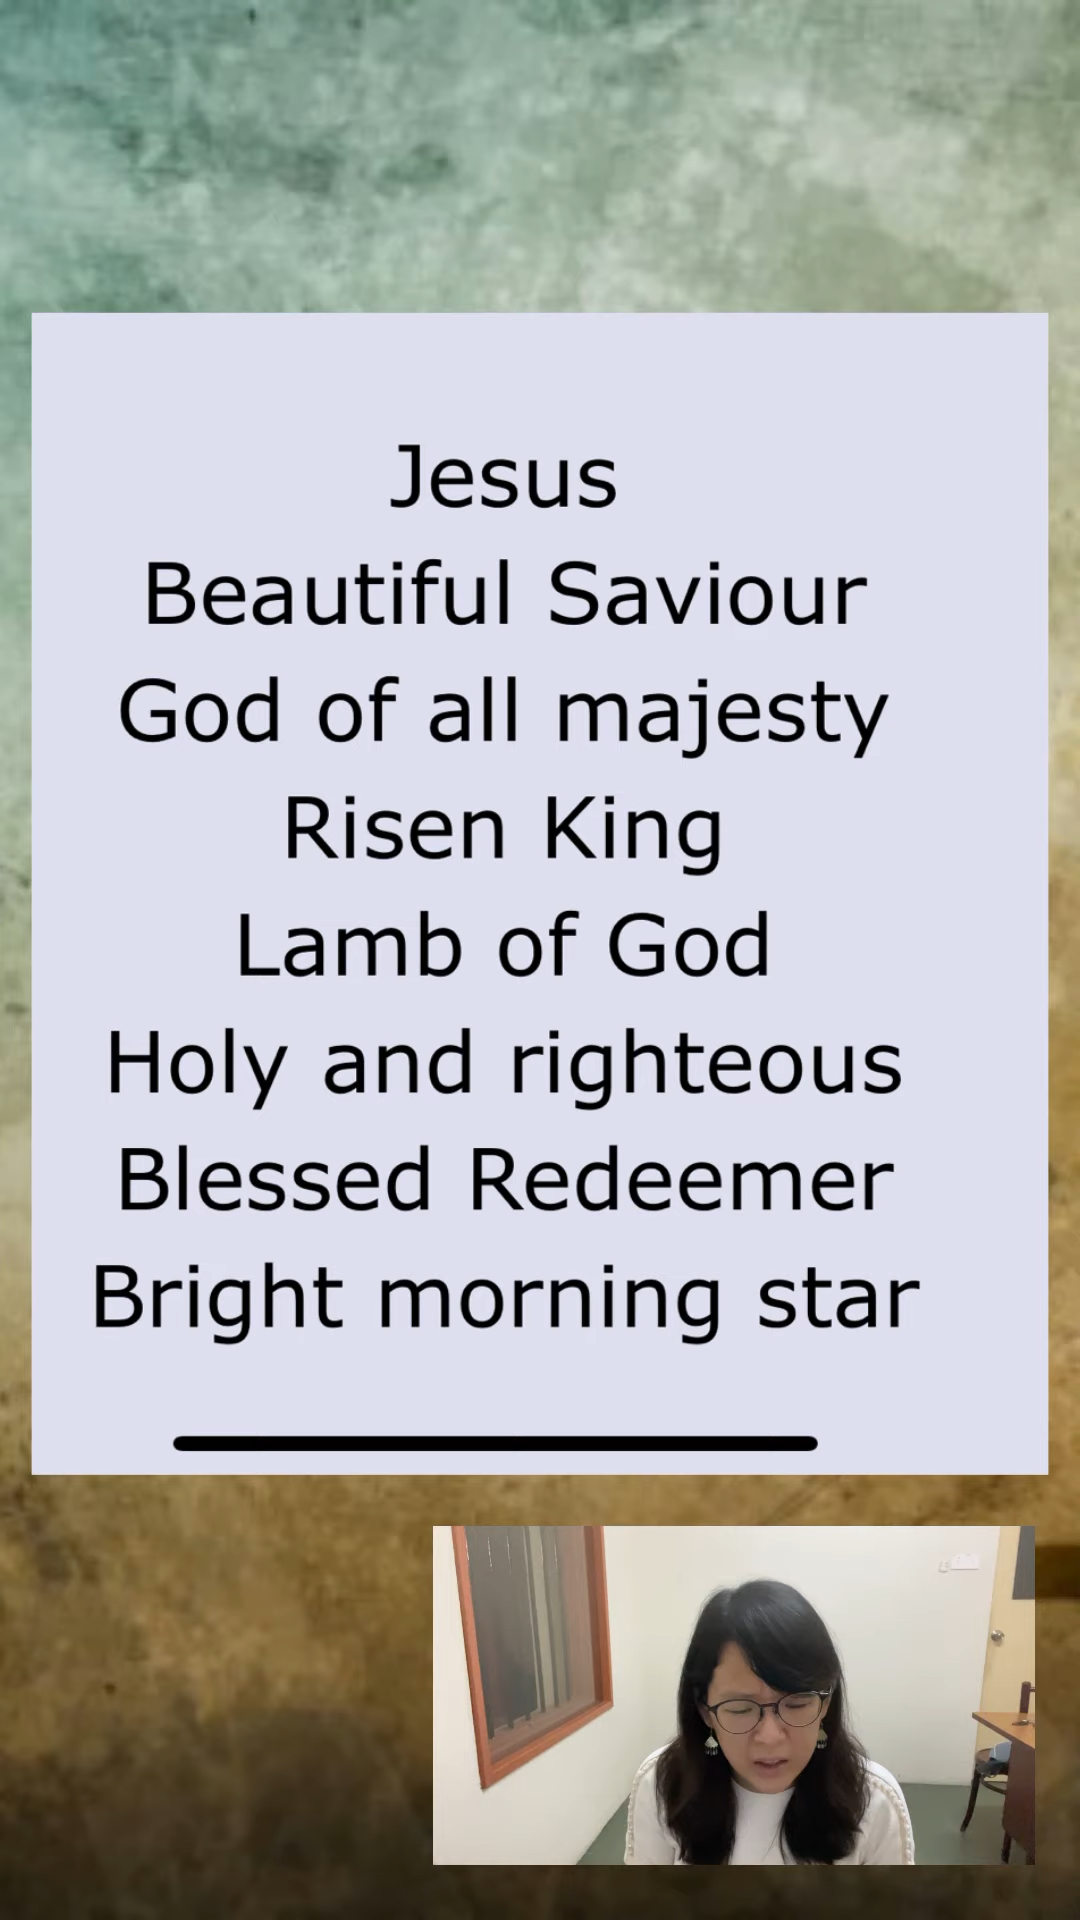 Jesus
Beautiful Saviour
God of all majesty
Risen King
Lamb of God
Holy and righteous
Blessed Redeemer
Bright morning star